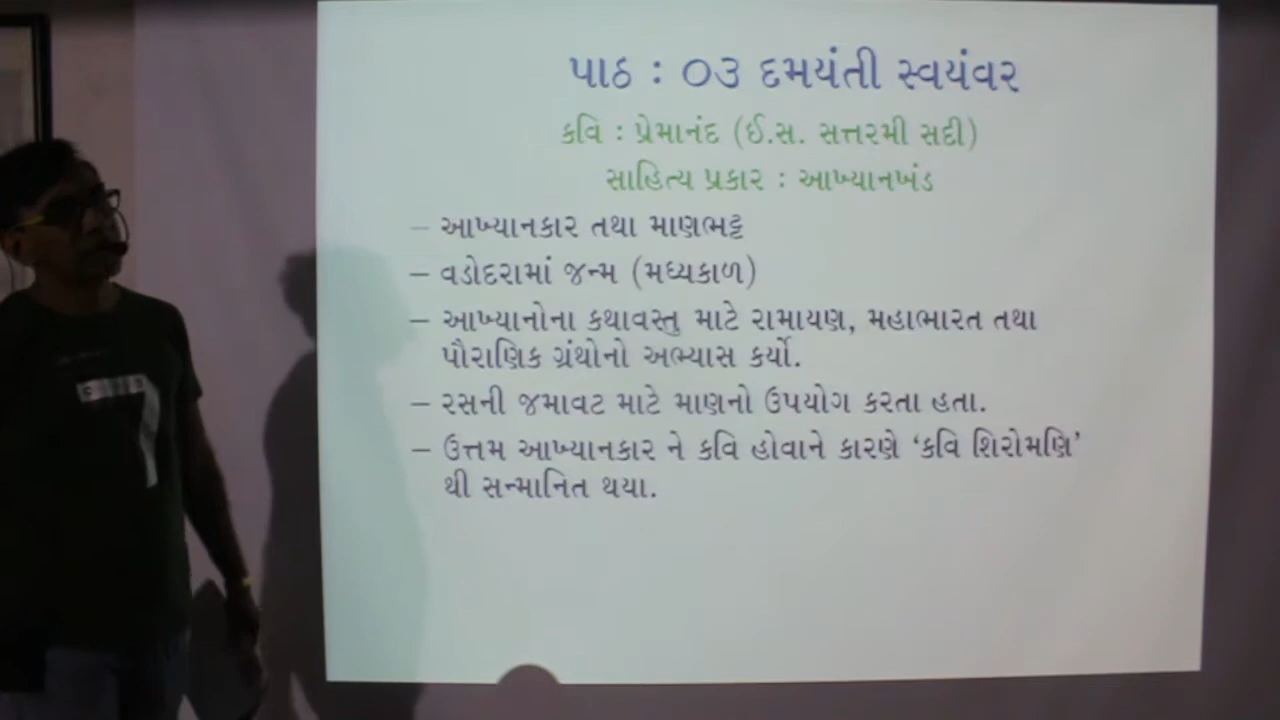 પાઠ : ૦૩ દમયંતી સ્વયંવર
કવિ : પ્રેમાનંદ (ઈ.સ. સત્તરમી સદી)
સાહિત્ય પ્રકાર : આખ્યાનખંડ
– આખ્યાનકાર તથા માણભટ્ટ
– વડોદરામાં જન્મ (મધ્યકાળ)
– આખ્યાનોના કથાવસ્તુ માટે રામાયણ, મહાભારત તથા
પૌરાણિક ગ્રંથોનો અભ્યાસ કર્યો.
– રસની જમાવટ માટે માણનો ઉપયોગ કરતા હતા.
– ઉત્તમ આખ્યાનકાર ને કવિ હોવાને કારણે ‘કવિ શિરોમણિ’
થી સન્માનિત થયા.
7